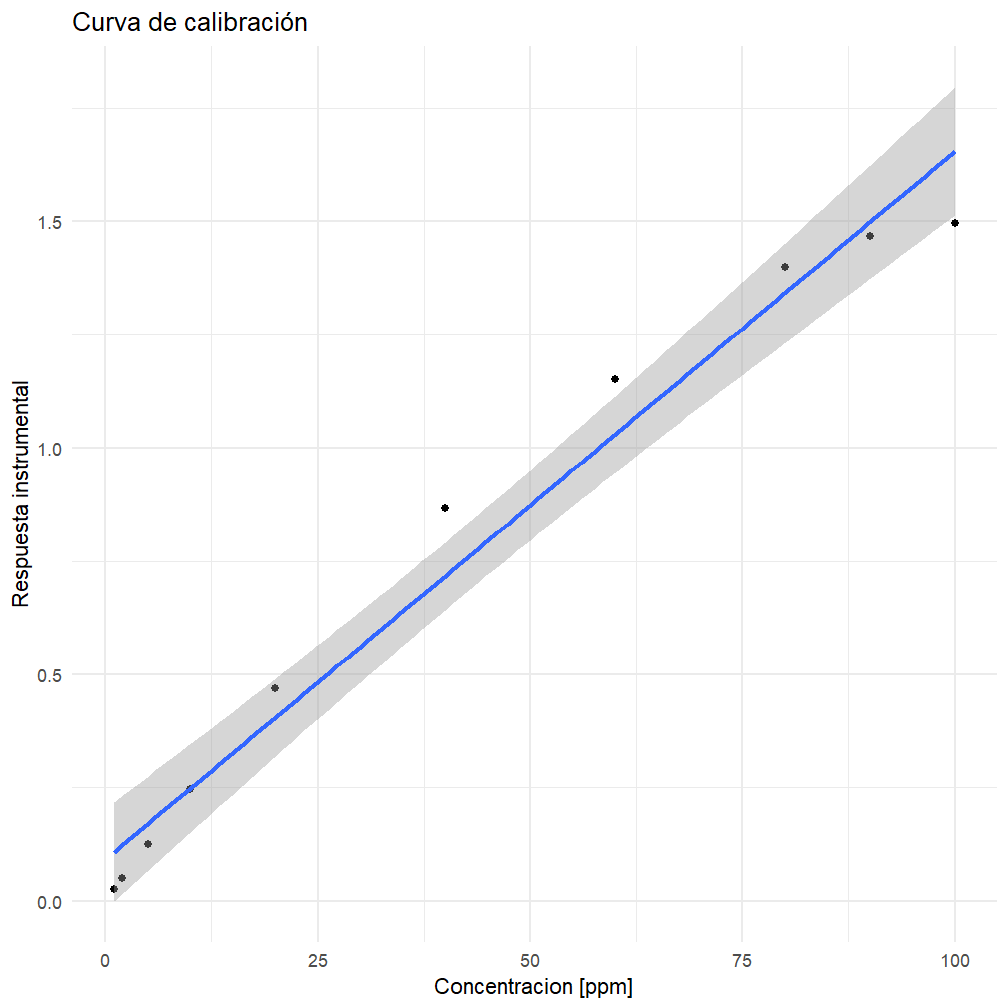 Curva de calibración
1.5
1.0
0.5
0.0
Respuesta instrumental
0 25 50 75 100
Concentracion [ppm]